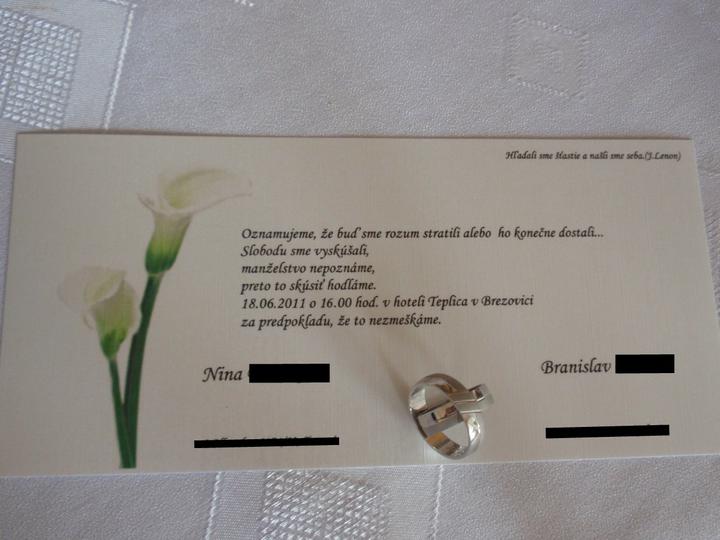 Hľadali sme šťastie a našli sme seba.(J.Lenon)
Oznamujeme, že buď sme rozum stratili alebo ho konečne dostali...
Slobodu sme vyskúšali,
manželstvo nepoznáme,
preto to skúsiť hodláme.
18.06.2011 o 16.00 hod. v hoteli Teplica v Brezovici
za predpokladu, že to nezmeškáme.
Nina
Branislav